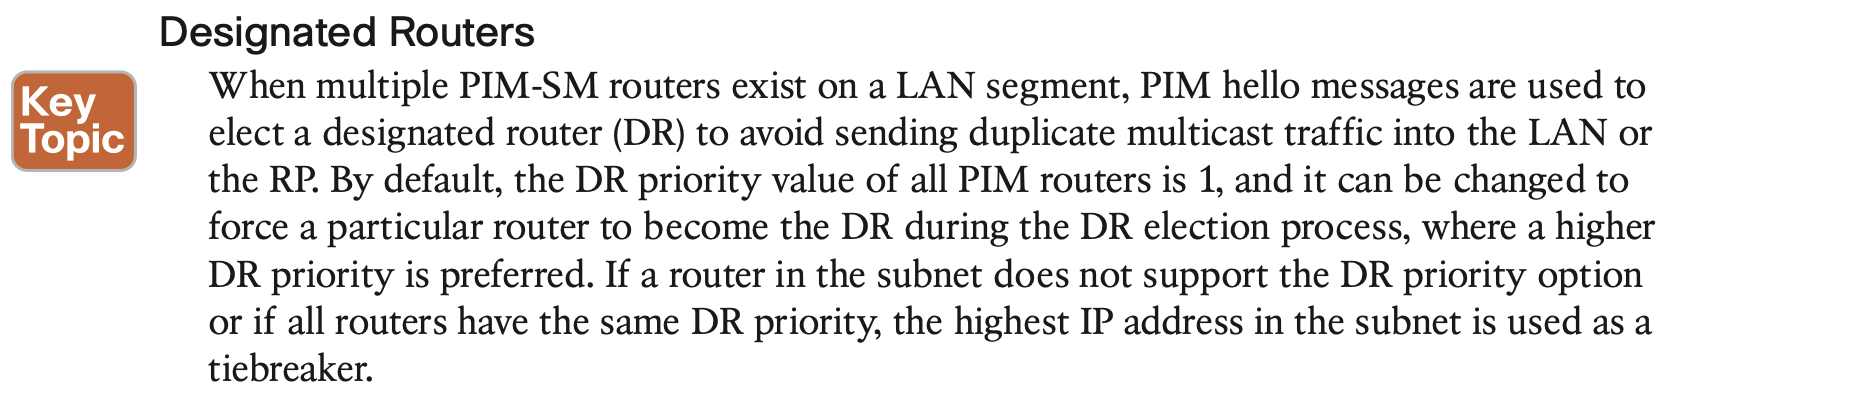 Designated Routers
Key
Topic
When multiple PIM-SM routers exist on a LAN segment, PIM hello messages are used to
elect a designated router (DR) to avoid sending duplicate multicast traffic into the LAN or
the RP. By default, the DR priority value of all PIM routers is 1, and it can be changed to
force a particular router to become the DR during the DR election process, where a higher
DR priority is preferred. If a router in the subnet does not support the DR priority option
or if all routers have the same DR priority, the highest IP address in the subnet is used as a
tiebreaker.